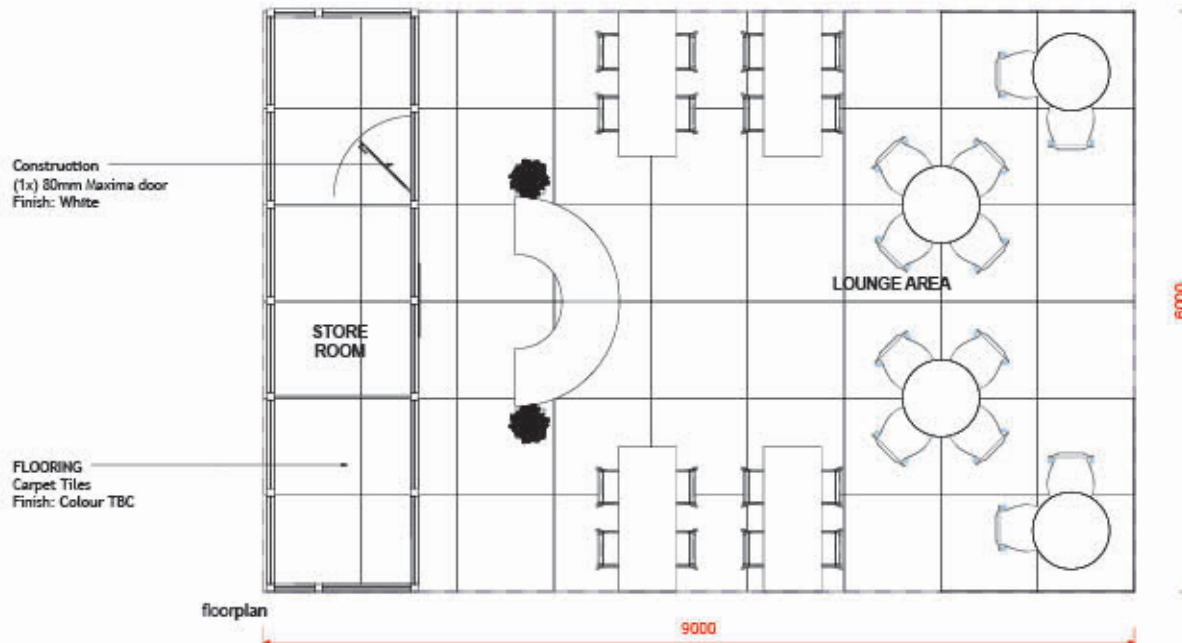 Construction
(1x) 80mm Maxima door
Finish: White
STORE
ROOM
LOUNGE AREA
6000
FLOORING
Carpet Tiles
Finish: Colour TBC
floorplan
9000